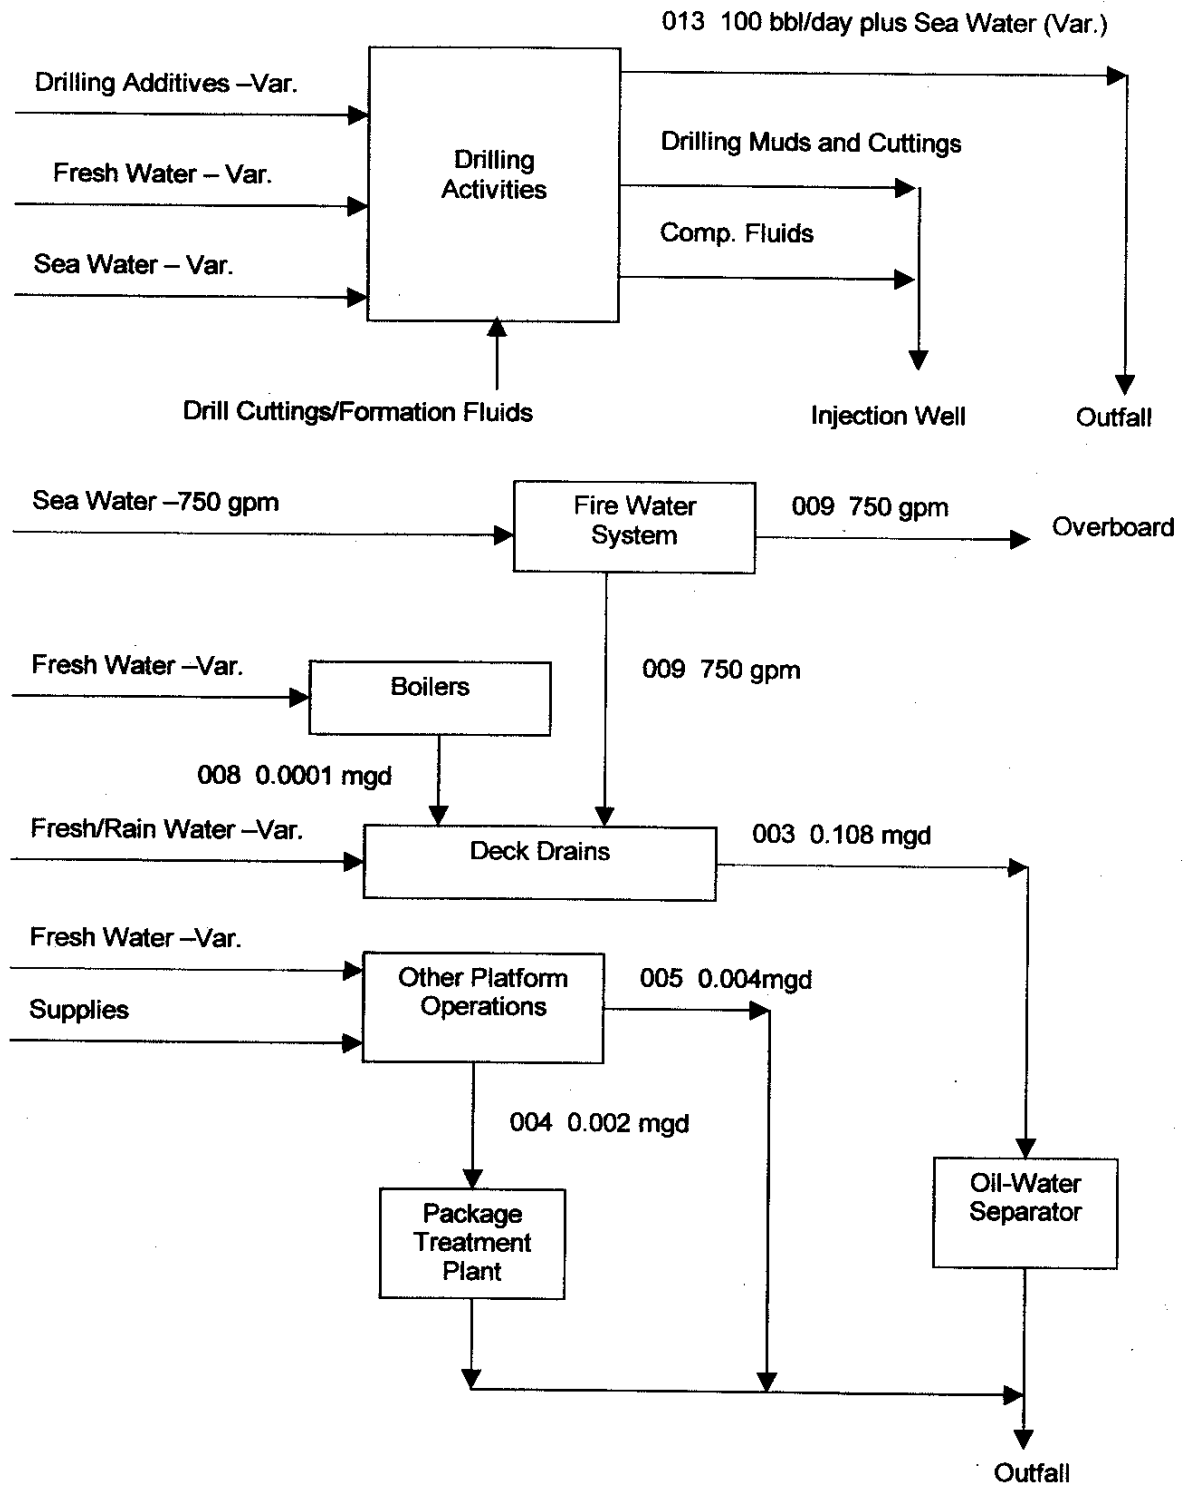 013 100 bbl/day plus Sea Water (Var.)
Drilling Additives –Var.
Drilling Muds and Cuttings
Drilling
Activities
Fresh Water – Var.
Comp. Fluids
Sea Water – Var.
Drill Cuttings/Formation Fluids
Injection Well
Outfall
Sea Water –750 gpm
Fire Water
System
009 750 gpm
Overboard
Fresh Water –Var.
Boilers
009 750 gpm
008 0.0001 mgd
Fresh/Rain Water –Var.
Deck Drains
003 0.108 mgd
Fresh Water –Var.
Other Platform
Operations
005 0.004mgd
Supplies
004 0.002 mgd
Oil-Water
Separator
Package
Treatment
Plant
Outfall